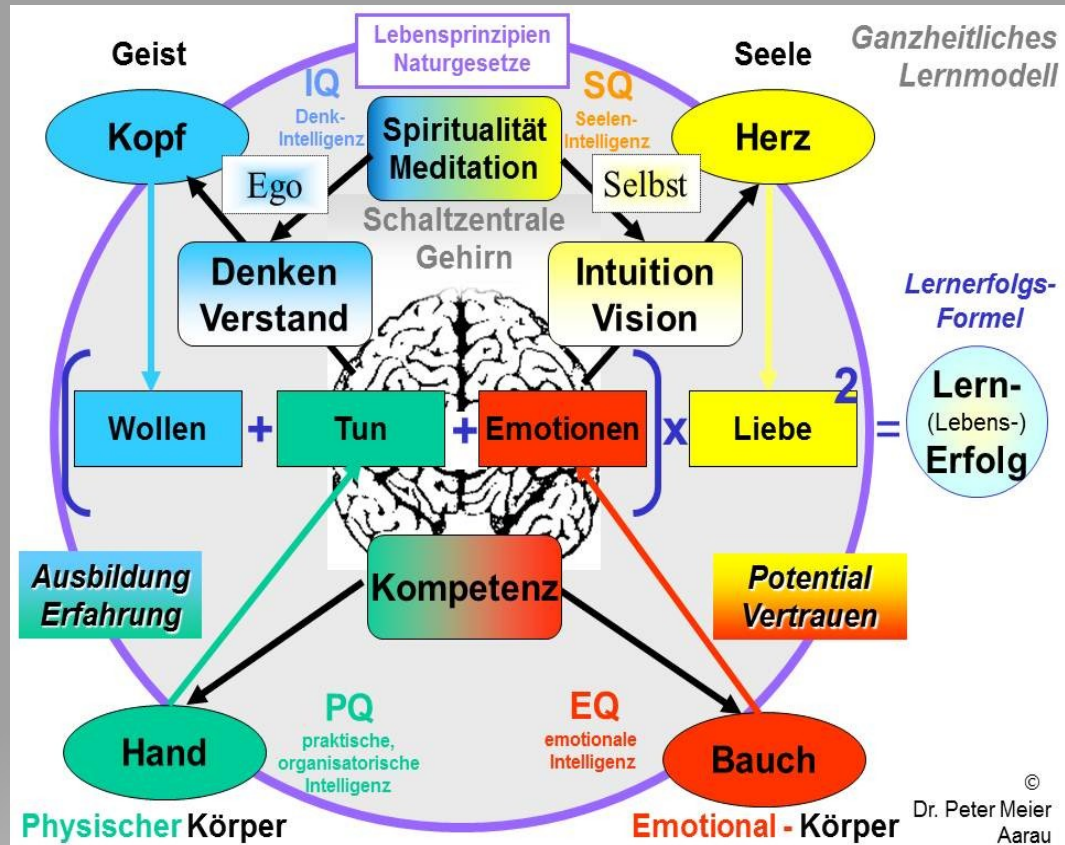 Lebensprinzipien
Naturgesetze
Ganzheitliches
Lernmodell
Geist
Seele
IQ
Denk-
Intelligenz
SQ
Seelen-
Intelligenz
Kopf
Spiritualität
Meditation
Herz
Ego
Selbst
Schaltzentrale
Gehirn
Denken
Verstand
Intuition
Vision
Lernerfolgs-
Formel
[ Wollen + Tun + Emotionen ] x Liebe 2 =
Lern-
(Lebens-)
Erfolg
Ausbildung
Erfahrung
Kompetenz
Potential
Vertrauen
Hand
PQ
praktische,
organisatorische
Intelligenz
EQ
emotionale
Intelligenz
Bauch
Physischer Körper
Emotional - Körper
©
Dr. Peter Meier
Aarau